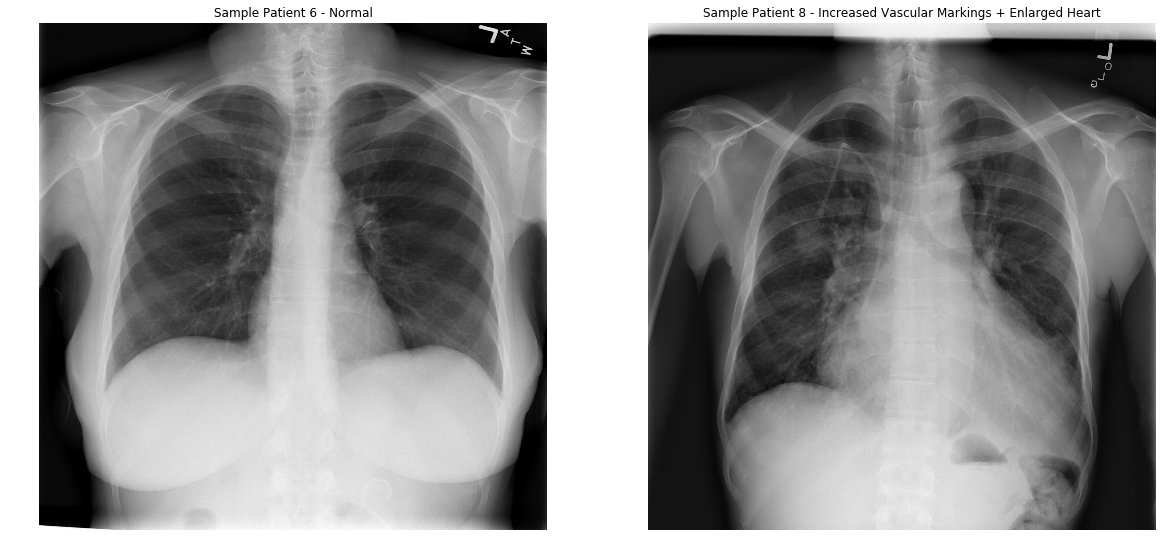 Sample Patient 6 - Normal
Sample Patient 8 - Increased Vascular Markings + Enlarged Heart
L
A
T
W
L
O
L